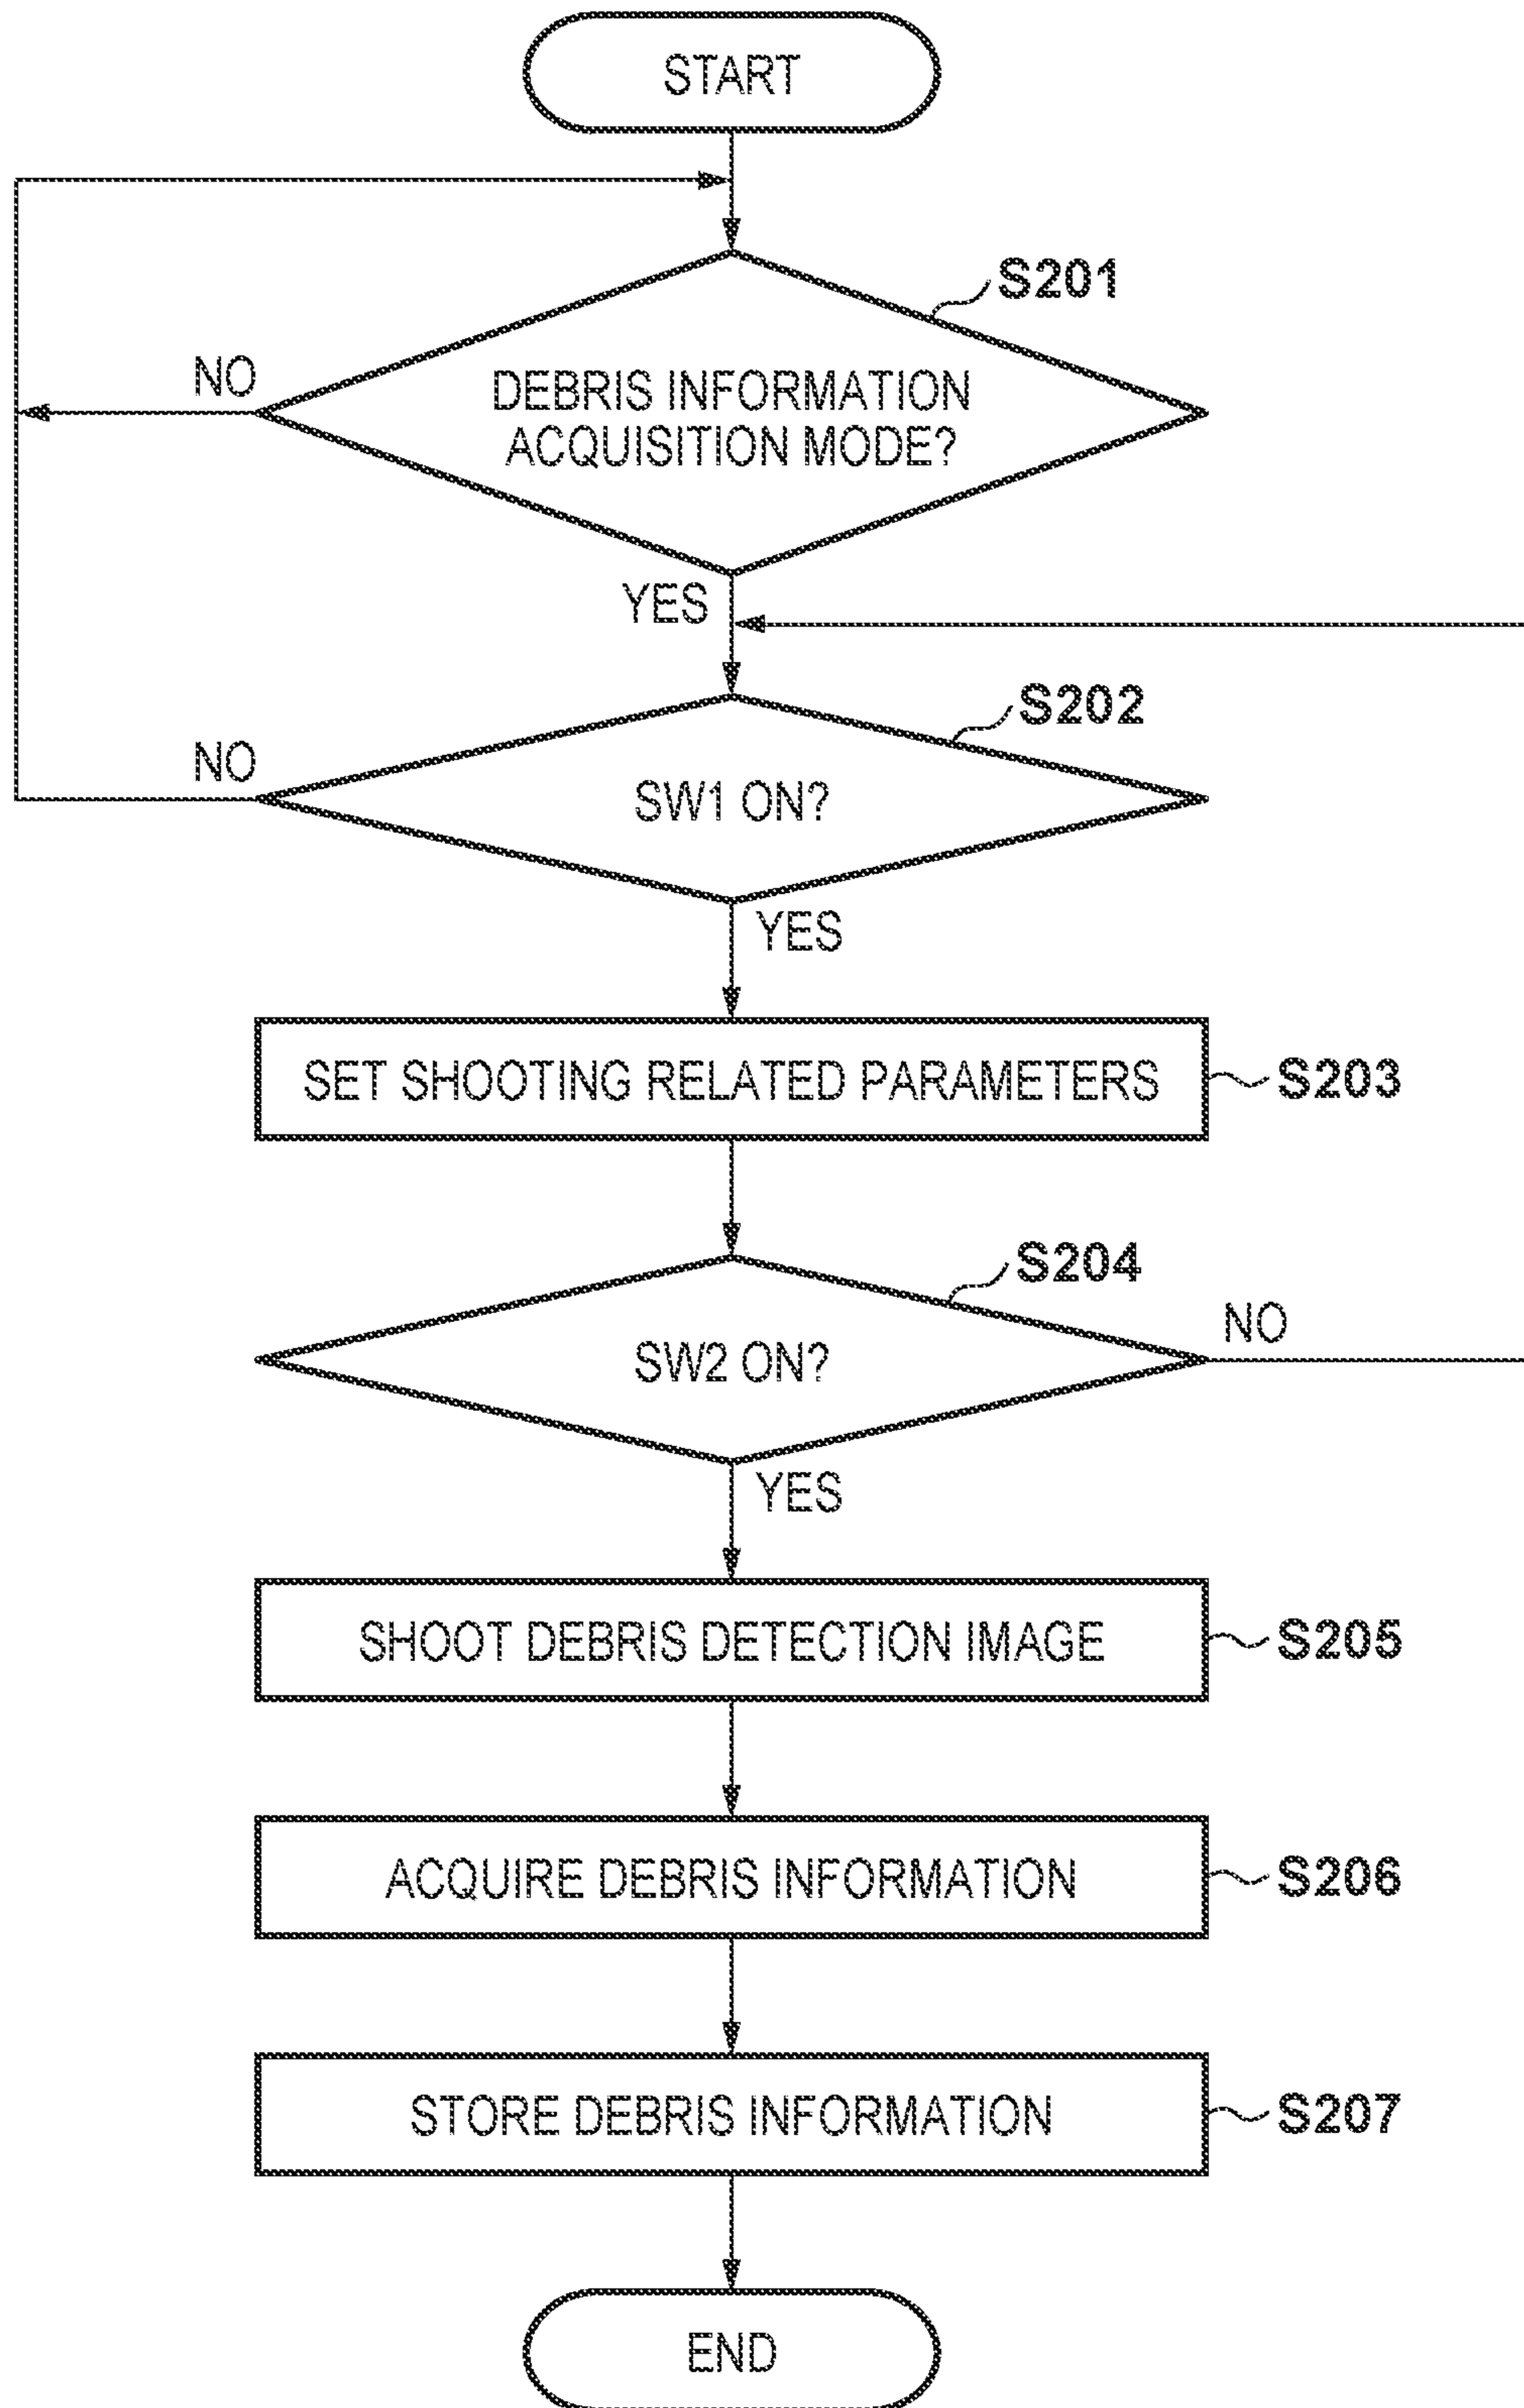 START
S201
NO
DEBRIS INFORMATION
ACQUISITION MODE?
YES
S202
NO
SW1 ON?
YES
SET SHOOTING RELATED PARAMETERS
S203
S204
NO
SW2 ON?
YES
SHOOT DEBRIS DETECTION IMAGE
S205
ACQUIRE DEBRIS INFORMATION
S206
STORE DEBRIS INFORMATION
S207
END